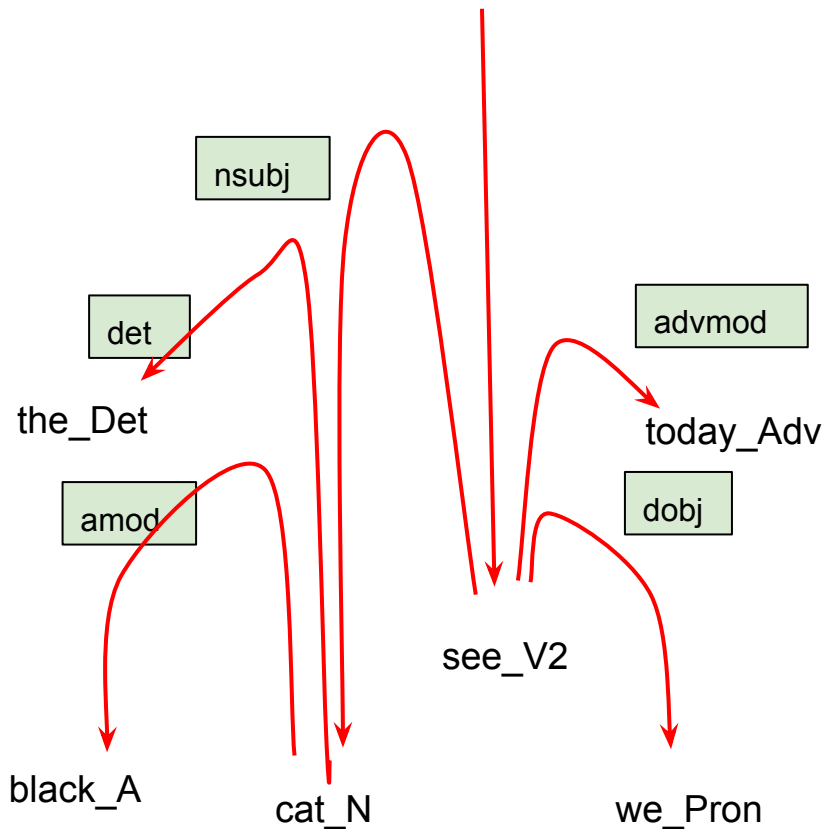 nsubj
det
advmod
the_Det
today_Adv
amod
dobj
see_V2
black_A
cat_N
we_Pron